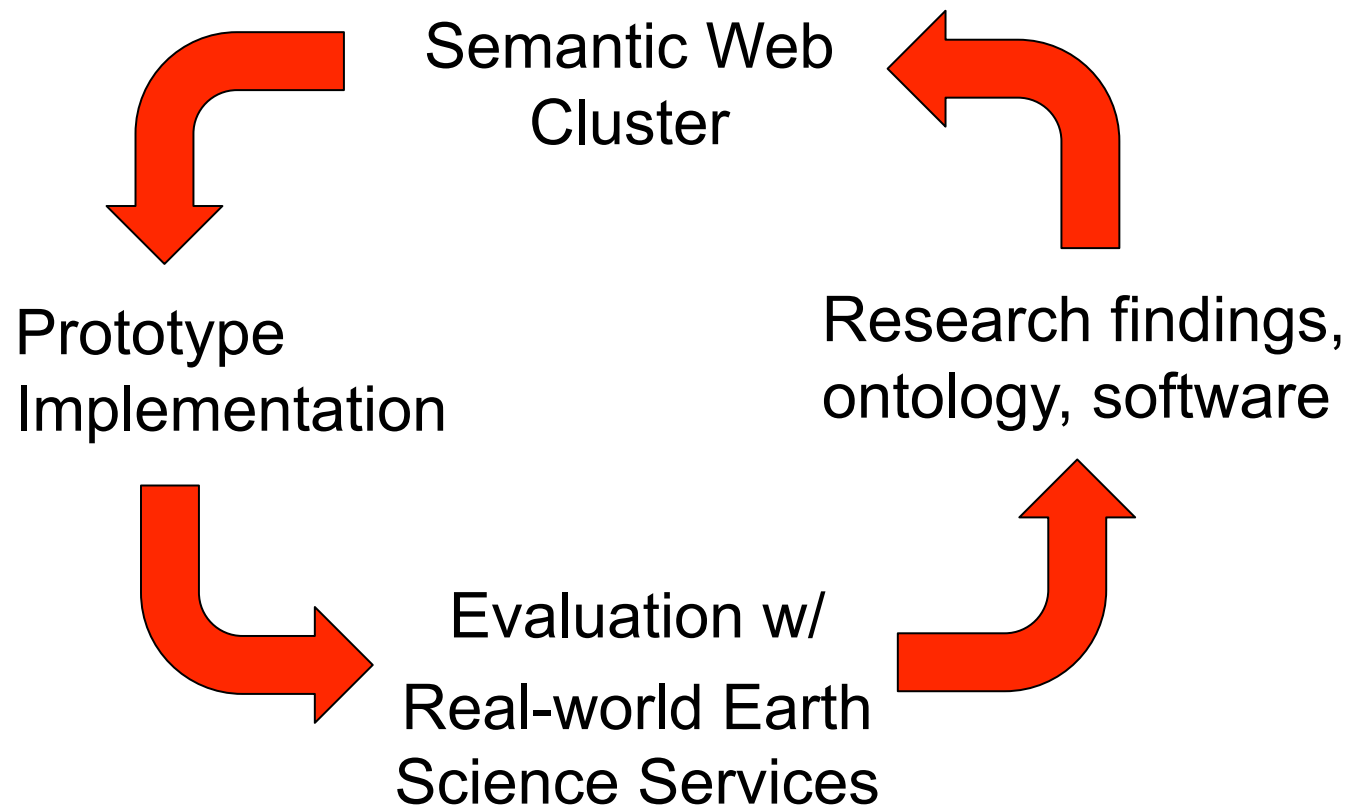 Semantic Web
Cluster
Prototype
Implementation
Research findings,
ontology, software
Evaluation w/
Real-world Earth
Science Services